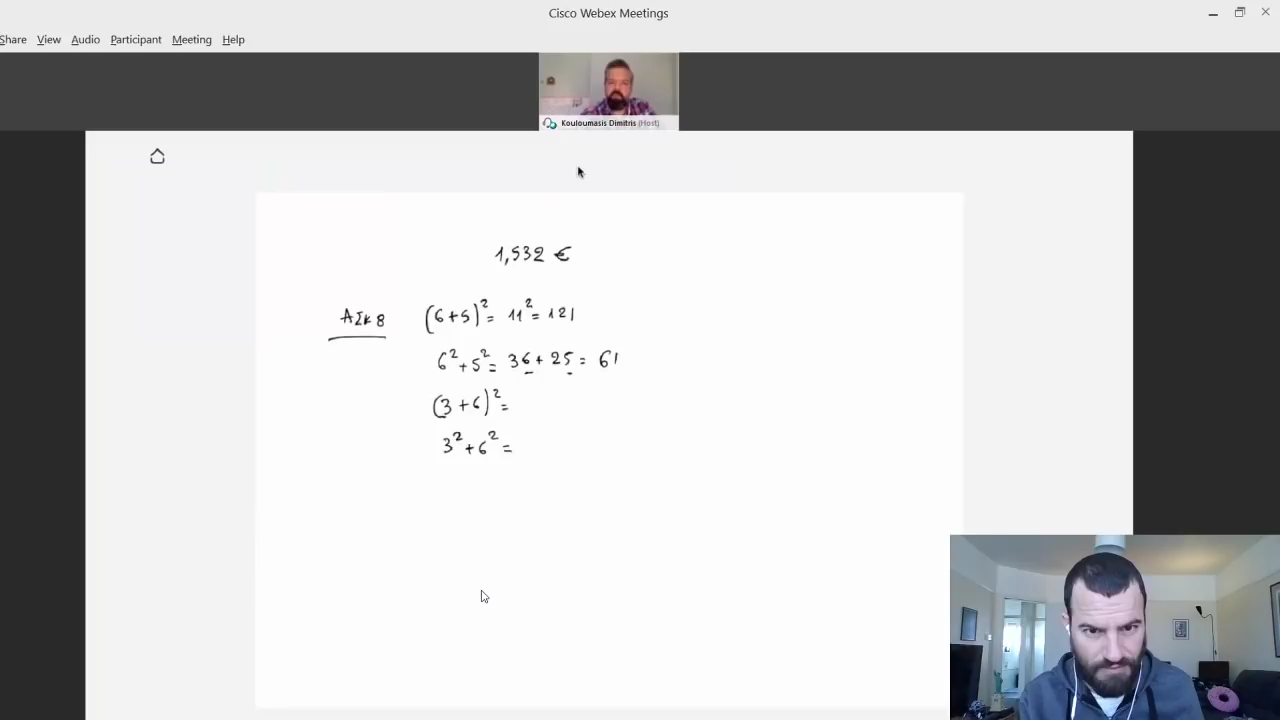 Cisco Webex Meetings
Share View Audio Participant Meeting Help
Kouloumasis Dimitris (Host)
1,532 €
ΑΣΚ 8 (6+5)² = 11² = 121
6² + 5² = 36 + 25 = 61
(3+6)² =
3² + 6² =